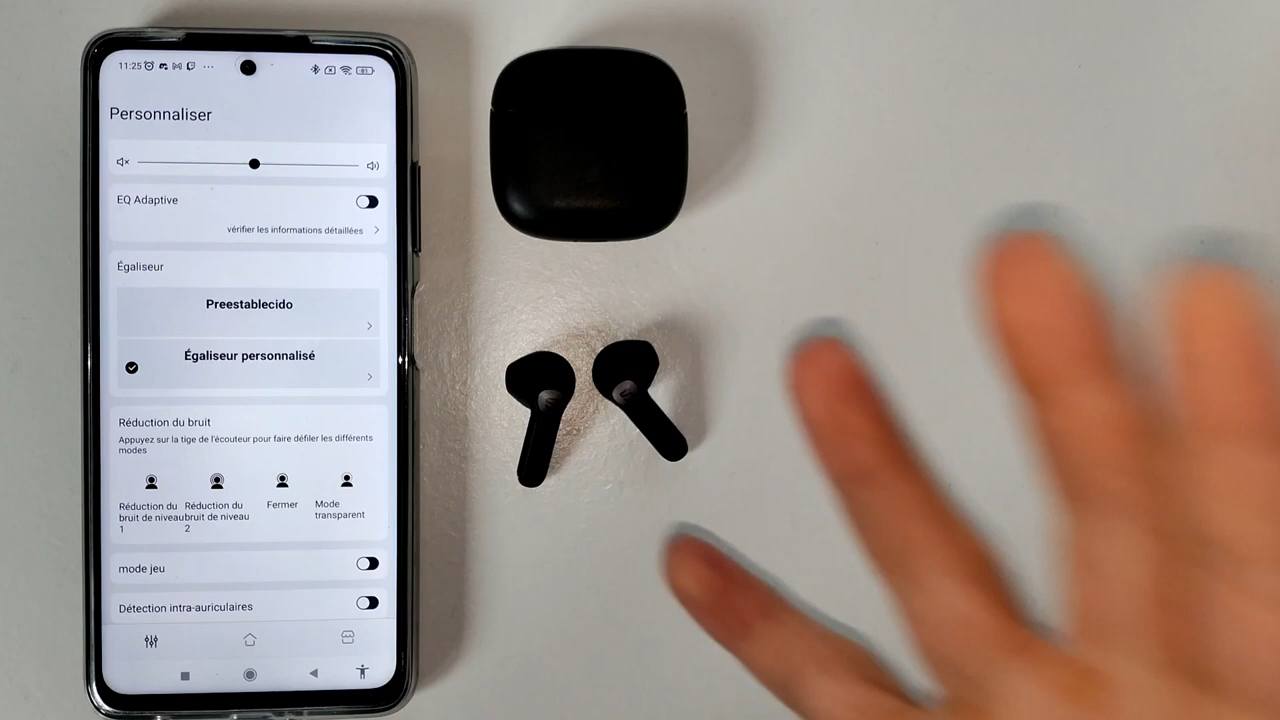 11:25
81
Personnaliser
EQ Adaptive
vérifier les informations détaillées
Égaliseur
Preestablecido
Égaliseur personnalisé
Réduction du bruit
Appuyez sur la tige de l'écouteur pour faire défiler les différents
modes
Réduction du
bruit de niveau
1
Réduction du
bruit de niveau
2
Fermer
Mode
transparent
mode jeu
Détection intra-auriculaires